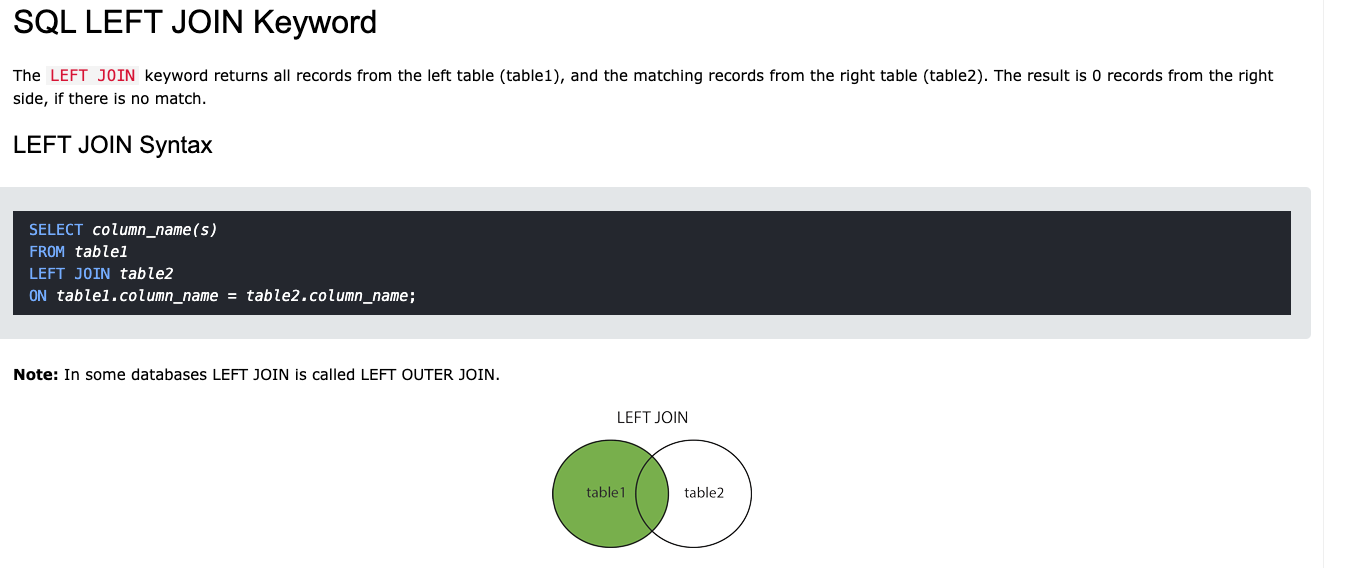 SQL LEFT JOIN Keyword
The LEFT JOIN keyword returns all records from the left table (table1), and the matching records from the right table (table2). The result is 0 records from the right
side, if there is no match.
LEFT JOIN Syntax
SELECT column_name(s)
FROM table1
LEFT JOIN table2
ON table1.column_name = table2.column_name;
Note: In some databases LEFT JOIN is called LEFT OUTER JOIN.
LEFT JOIN
table1 table2